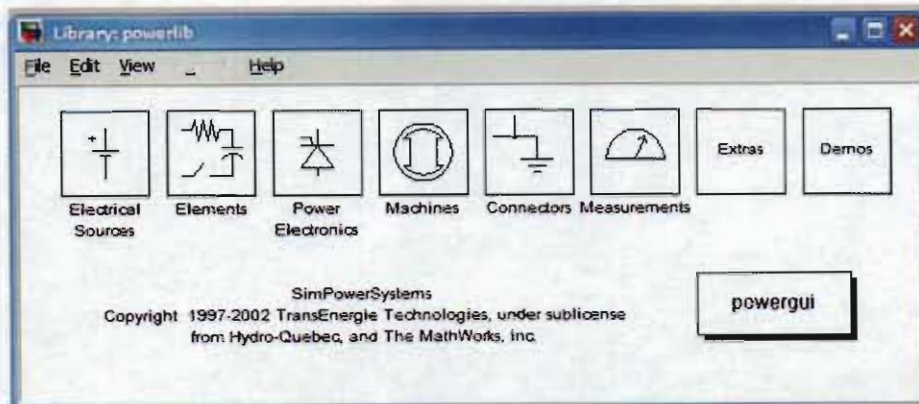 Library: powerlib
File Edit View Help
Extras
Demos
Electrical
Sources
Elements
Power
Electronics
Machines
Connectors
Measurements
SimPowerSystems
Copyright 1997-2002 TransEnergie Technologies, under sublicense
from Hydro-Quebec, and The MathWorks, Inc.
powergui